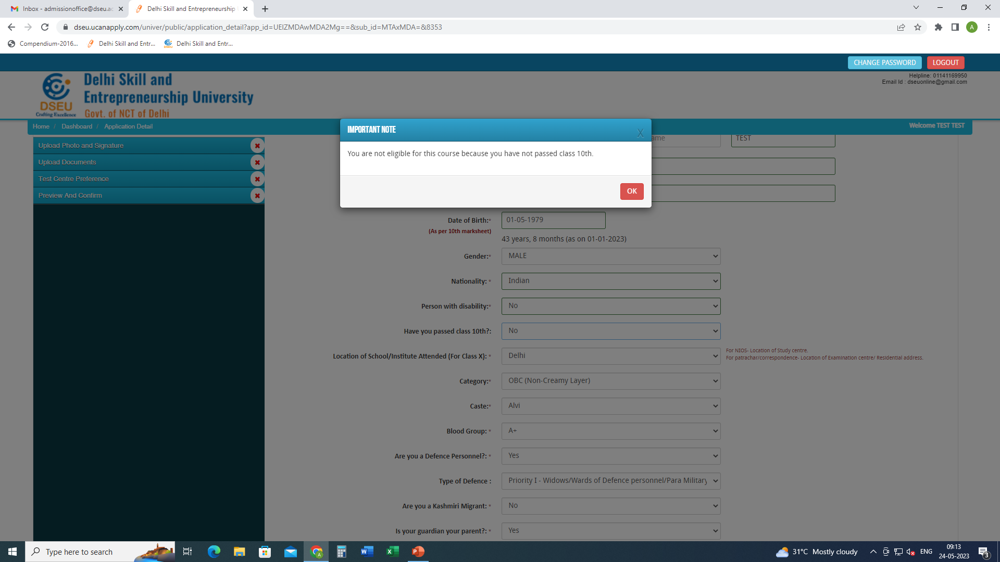 Inbox - admissionoffice@dseu.ac
Delhi Skill and Entrepreneurship
dseu.ucanapply.com/univer/public/application_detail?app_id=UElZMDAwMDA2Mg==&sub_id=MTAxMDA=&8353
A
Compendium-2016...
Delhi Skill and Entr...
Delhi Skill and Entr...
CHANGE PASSWORD
LOGOUT
Helpline: 01141169950
Email Id : dseuonline@gmail.com
DSEU
Crafting Excellence
Delhi Skill and
Entrepreneurship University
Govt. of NCT of Delhi
Home / Dashboard / Application Detail
Welcome TEST TEST
IMPORTANT NOTE
X
You are not eligible for this course because you have not passed class 10th.
OK
Upload Photo and Signature
Upload Documents
Test Centre Preference
Preview And Confirm
ame
TEST
Date of Birth:*
(As per 10th marksheet)
01-05-1979
43 years, 8 months (as on 01-01-2023)
Gender:* MALE
Nationality: * Indian
Person with disability:* No
Have you passed class 10th?: No
Location of School/Institute Attended (For Class X): * Delhi
For NIOS- Location of Study centre.
For patrachar/correspondence- Location of Examination centre/ Residential address.
Category:* OBC (Non-Creamy Layer)
Caste:* Alvi
Blood Group: * A+
Are you a Defence Personnel?: * Yes
Type of Defence : Priority I - Widows/Wards of Defence personnel/Para Military
Are you a Kashmiri Migrant: * No
Is your guardian your parent?: * Yes
Type here to search
31°C Mostly cloudy
ENG
09:13
24-05-2023
3